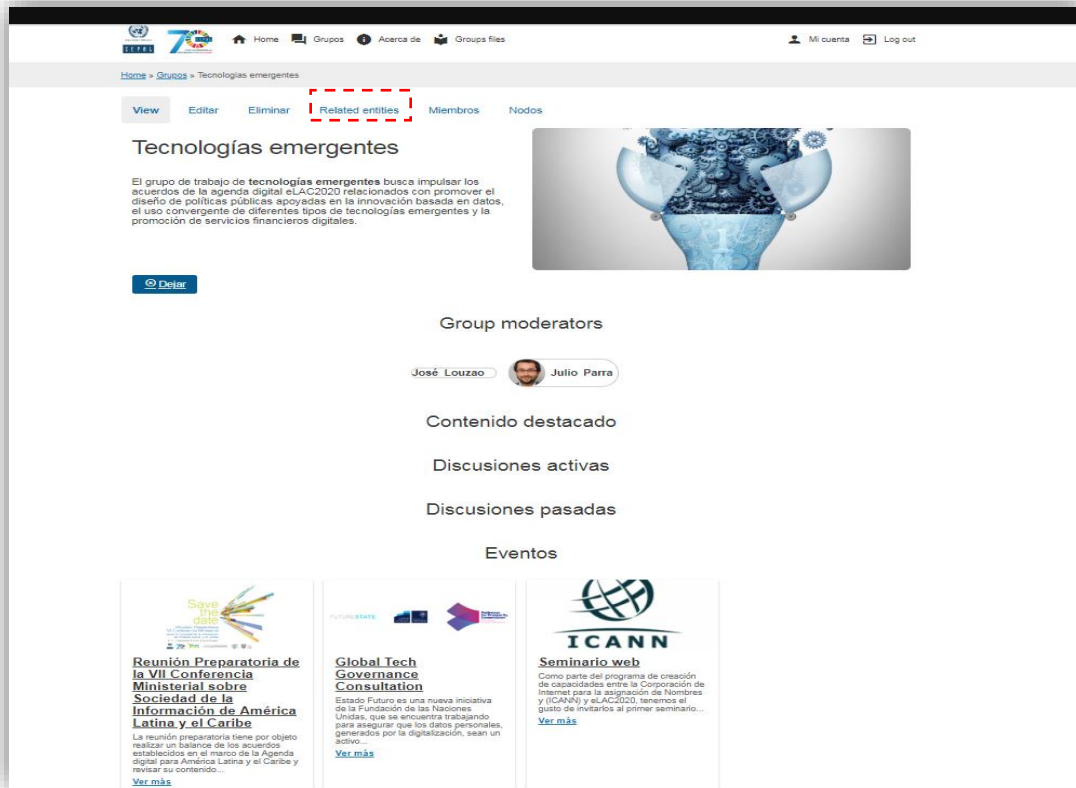 CEPAL
70
Home Grupos Acerca de Groups files Mi cuenta Log out
Home » Grupos » Tecnologías emergentes
View Editar Eliminar Related entities Miembros Nodos
Tecnologías emergentes
El grupo de trabajo de tecnologías emergentes busca impulsar los
acuerdos de la agenda digital eLAC2020 relacionados con promover el
diseño de políticas públicas apoyadas en la innovación basada en datos,
el uso convergente de diferentes tipos de tecnologías emergentes y la
promoción de servicios financieros digitales.
Dejar
Group moderators
José Louzao Julio Parra
Contenido destacado
Discusiones activas
Discusiones pasadas
Eventos
Save
the
date
FUTURESTATE
ICANN
Reunión Preparatoria de
la VII Conferencia
Ministerial sobre
Sociedad de la
Información de América
Latina y el Caribe
La reunión preparatoria tiene por objeto
realizar un balance de los acuerdos
establecidos en el marco de la Agenda
digital para América Latina y el Caribe y
revisar su contenido...
Ver más
Global Tech
Governance
Consultation
Estado Futuro es una nueva iniciativa
de la Fundación de las Naciones
Unidas, que se encuentra trabajando
para asegurar que los datos personales,
generados por la digitalización, sean un
activo...
Ver más
Seminario web
Como parte del programa de creación
de capacidades entre la Corporación de
Internet para la asignación de Nombres
y (ICANN) y eLAC2020, tenemos el
gusto de invitarlos al primer seminario...
Ver más